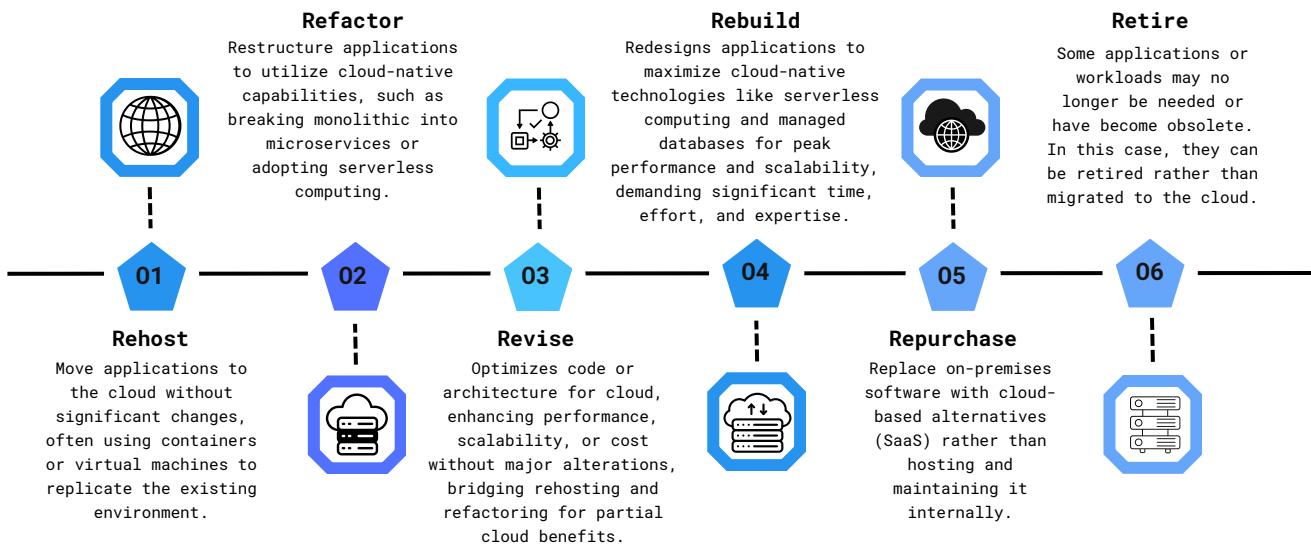 Refactor
Restructure applications
to utilize cloud-native
capabilities, such as
breaking monolithic into
microservices or
adopting serverless
computing.
Rebuild
Redesigns applications to
maximize cloud-native
technologies like serverless
computing and managed
databases for peak
performance and scalability,
demanding significant time,
effort, and expertise.
Retire
Some applications or
workloads may no
longer be needed or
have become obsolete.
In this case, they can
be retired rather than
migrated to the cloud.
01
02
03
04
05
06
Rehost
Move applications to
the cloud without
significant changes,
often using containers
or virtual machines to
replicate the existing
environment.
Revise
Optimizes code or
architecture for cloud,
enhancing performance,
scalability, or cost
without major alterations,
bridging rehosting and
refactoring for partial
cloud benefits.
Repurchase
Replace on-premises
software with cloud-
based alternatives
(SaaS) rather than
hosting and
maintaining it
internally.